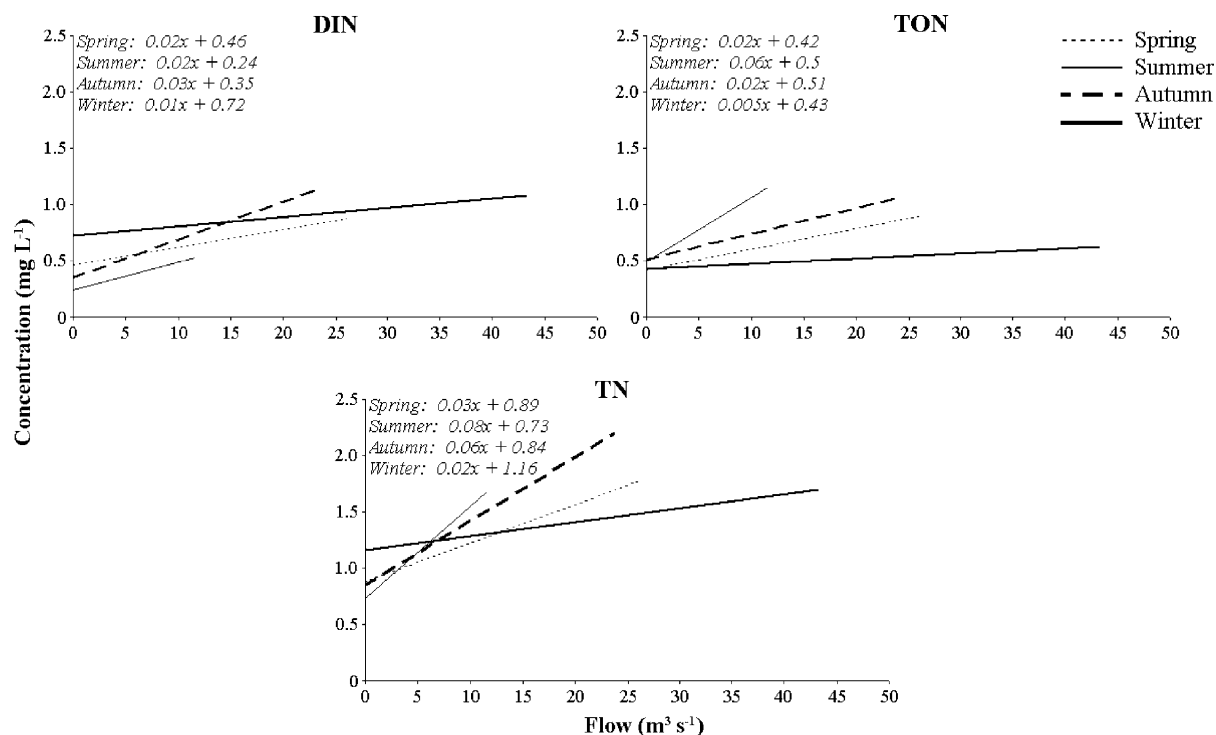 DIN
2.5
2.0
1.5
1.0
0.5
0
Spring: 0.02x + 0.46
Summer: 0.02x + 0.24
Autumn: 0.03x + 0.35
Winter: 0.01x + 0.72
0 5 10 15 20 25 30 35 40 45 50
TON
2.5
2.0
1.5
1.0
0.5
0
Spring: 0.02x + 0.42
Summer: 0.06x + 0.5
Autumn: 0.02x + 0.51
Winter: 0.005x + 0.43
0 5 10 15 20 25 30 35 40 45 50
Spring
Summer
Autumn
Winter
Concentration (mg L⁻¹)
TN
2.5
2.0
1.5
1.0
0.5
0
Spring: 0.03x + 0.89
Summer: 0.08x + 0.73
Autumn: 0.06x + 0.84
Winter: 0.02x + 1.16
0 5 10 15 20 25 30 35 40 45 50
Flow (m³ s⁻¹)